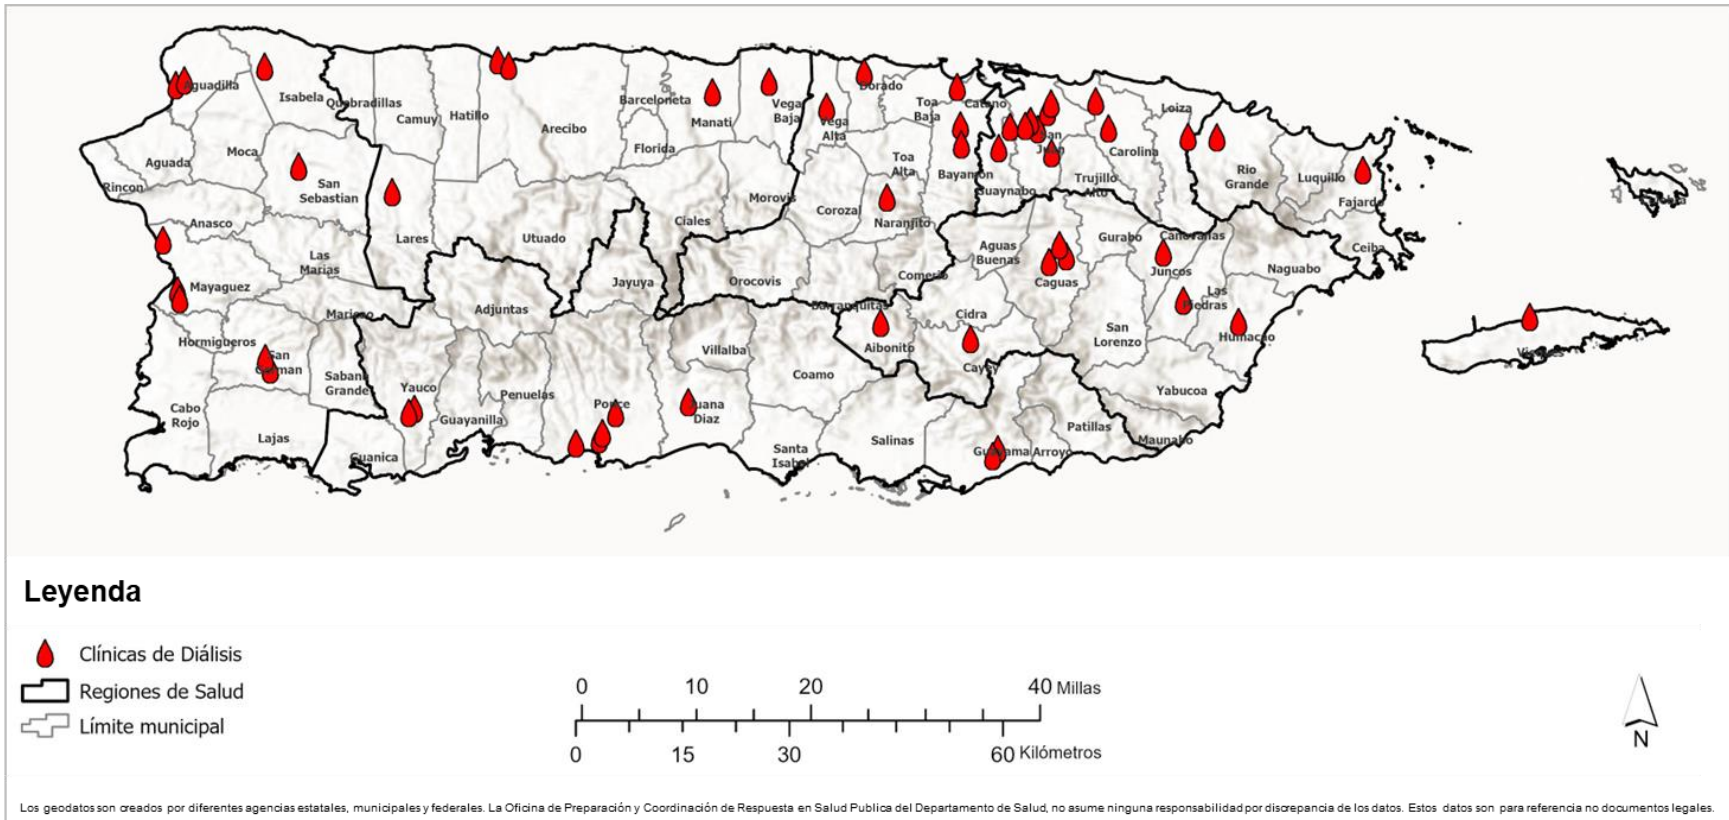 Aguadilla
Isabela
Quebradillas
Camuy
Hatillo
Arecibo
Barceloneta
Manati
Florida
Vega
Baja
Vega
Alta
Dorado
Toa
Baja
Catano
San
Juan
Loiza
Carolina
Trujillo
Alto
Guaynabo
Bayamon
Toa
Alta
Naranjito
Corozal
Morovis
Ciales
Rio
Grande
Luquillo
Fajardo
Ceiba
Naguabo
Canovanas
Gurabo
Juncos
Las
Piedras
Humacao
Aguada
Moca
Rincon
San
Sebastian
Anasco
Lares
Utuado
Las
Marias
Mayaguez
Maricao
Adjuntas
Jayuya
Orocovis
Comerio
Barranquitas
Aguas
Buenas
Caguas
Cidra
Aibonito
Cayey
San
Lorenzo
Yabucoa
Hormigueros
San
German
Sabana
Grande
Yauco
Guayanilla
Penuelas
Ponce
Villalba
Juana
Diaz
Coamo
Cabo
Rojo
Lajas
Guanica
Santa
Isabel
Salinas
Guayama
Arroyo
Patillas
Maunabo
Vieques
Leyenda
Clínicas de Diálisis
Regiones de Salud
Límite municipal
0 10 20 40 Millas
0 15 30 60 Kilómetros
N
Los geodatos son creados por diferentes agencias estatales, municipales y federales. La Oficina de Preparación y Coordinación de Respuesta en Salud Publica del Departamento de Salud, no asume ninguna responsabilidad por discrepancia de los datos. Estos datos son para referencia no documentos legales.